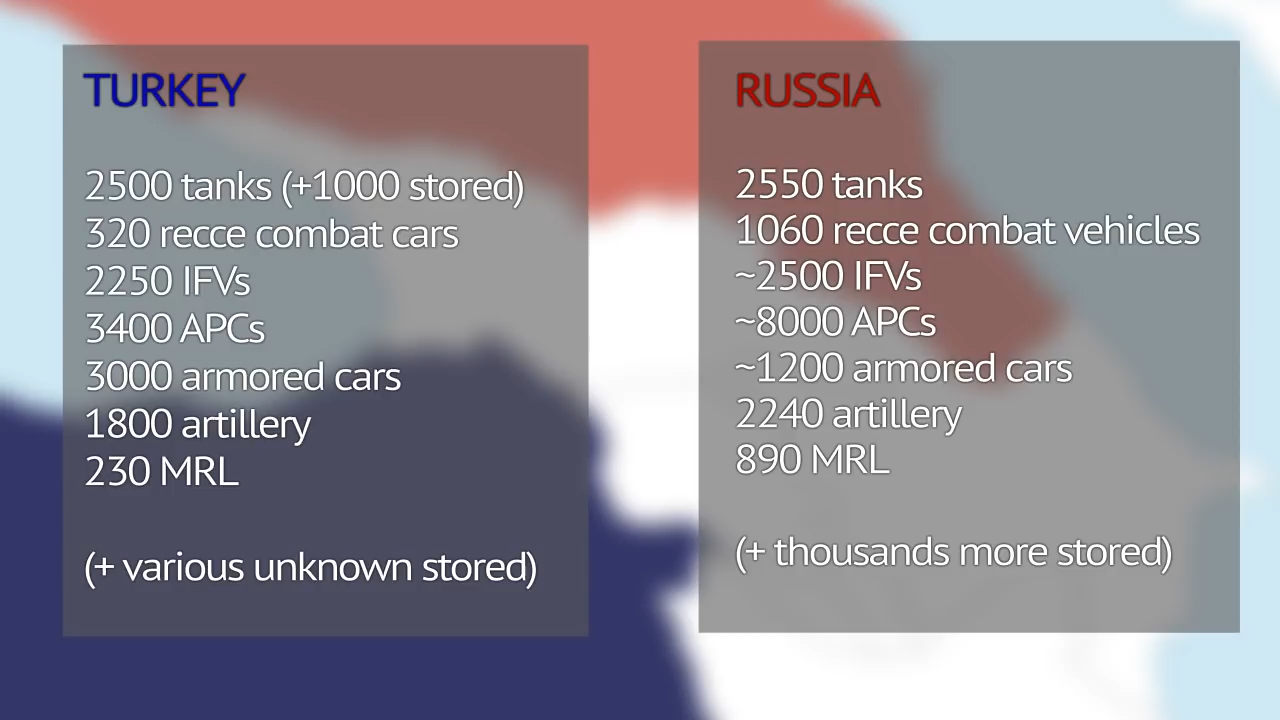 TURKEY
2500 tanks (+1000 stored)
320 recce combat cars
2250 IFVs
3400 APCs
3000 armored cars
1800 artillery
230 MRL
(+ various unknown stored)
RUSSIA
2550 tanks
1060 recce combat vehicles
~2500 IFVs
~8000 APCs
~1200 armored cars
2240 artillery
890 MRL
(+ thousands more stored)